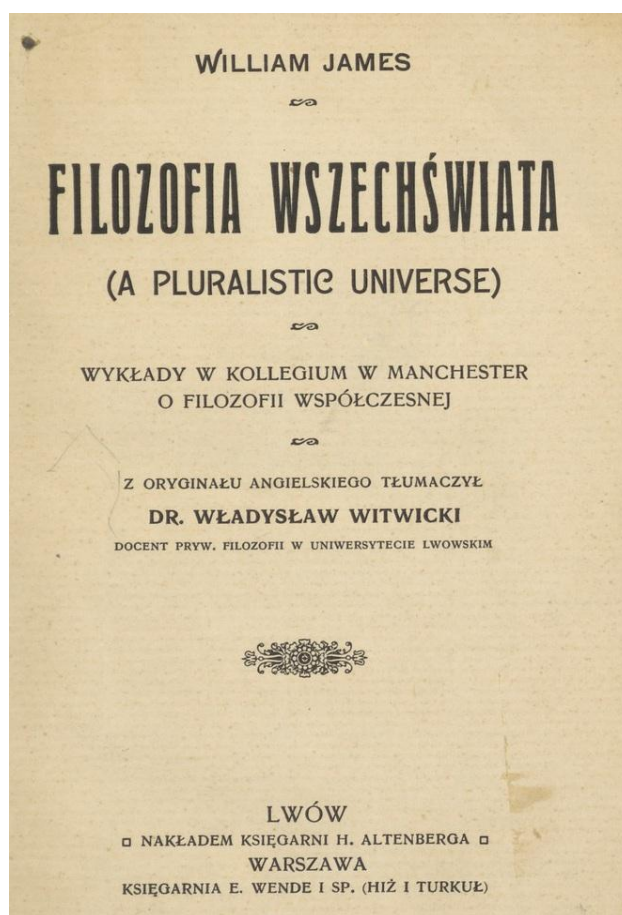 WILLIAM JAMES
FILOZOFIA WSZECHŚWIATA
(A PLURALISTIC UNIVERSE)
WYKŁADY W KOLLEGIUM W MANCHESTER
O FILOZOFII WSPÓŁCZESNEJ
Z ORYGINAŁU ANGIELSKIEGO TŁUMACZYŁ
DR. WŁADYSŁAW WITWICKI
DOCENT PRYW. FILOZOFII W UNIWERSYTECIE LWOWSKIM
LWÓW
NAKŁADEM KSIĘGARNI H. ALTENBERGA
WARSZAWA
KSIĘGARNIA E. WENDE I SP. (HIŻ I TURKUŁ)